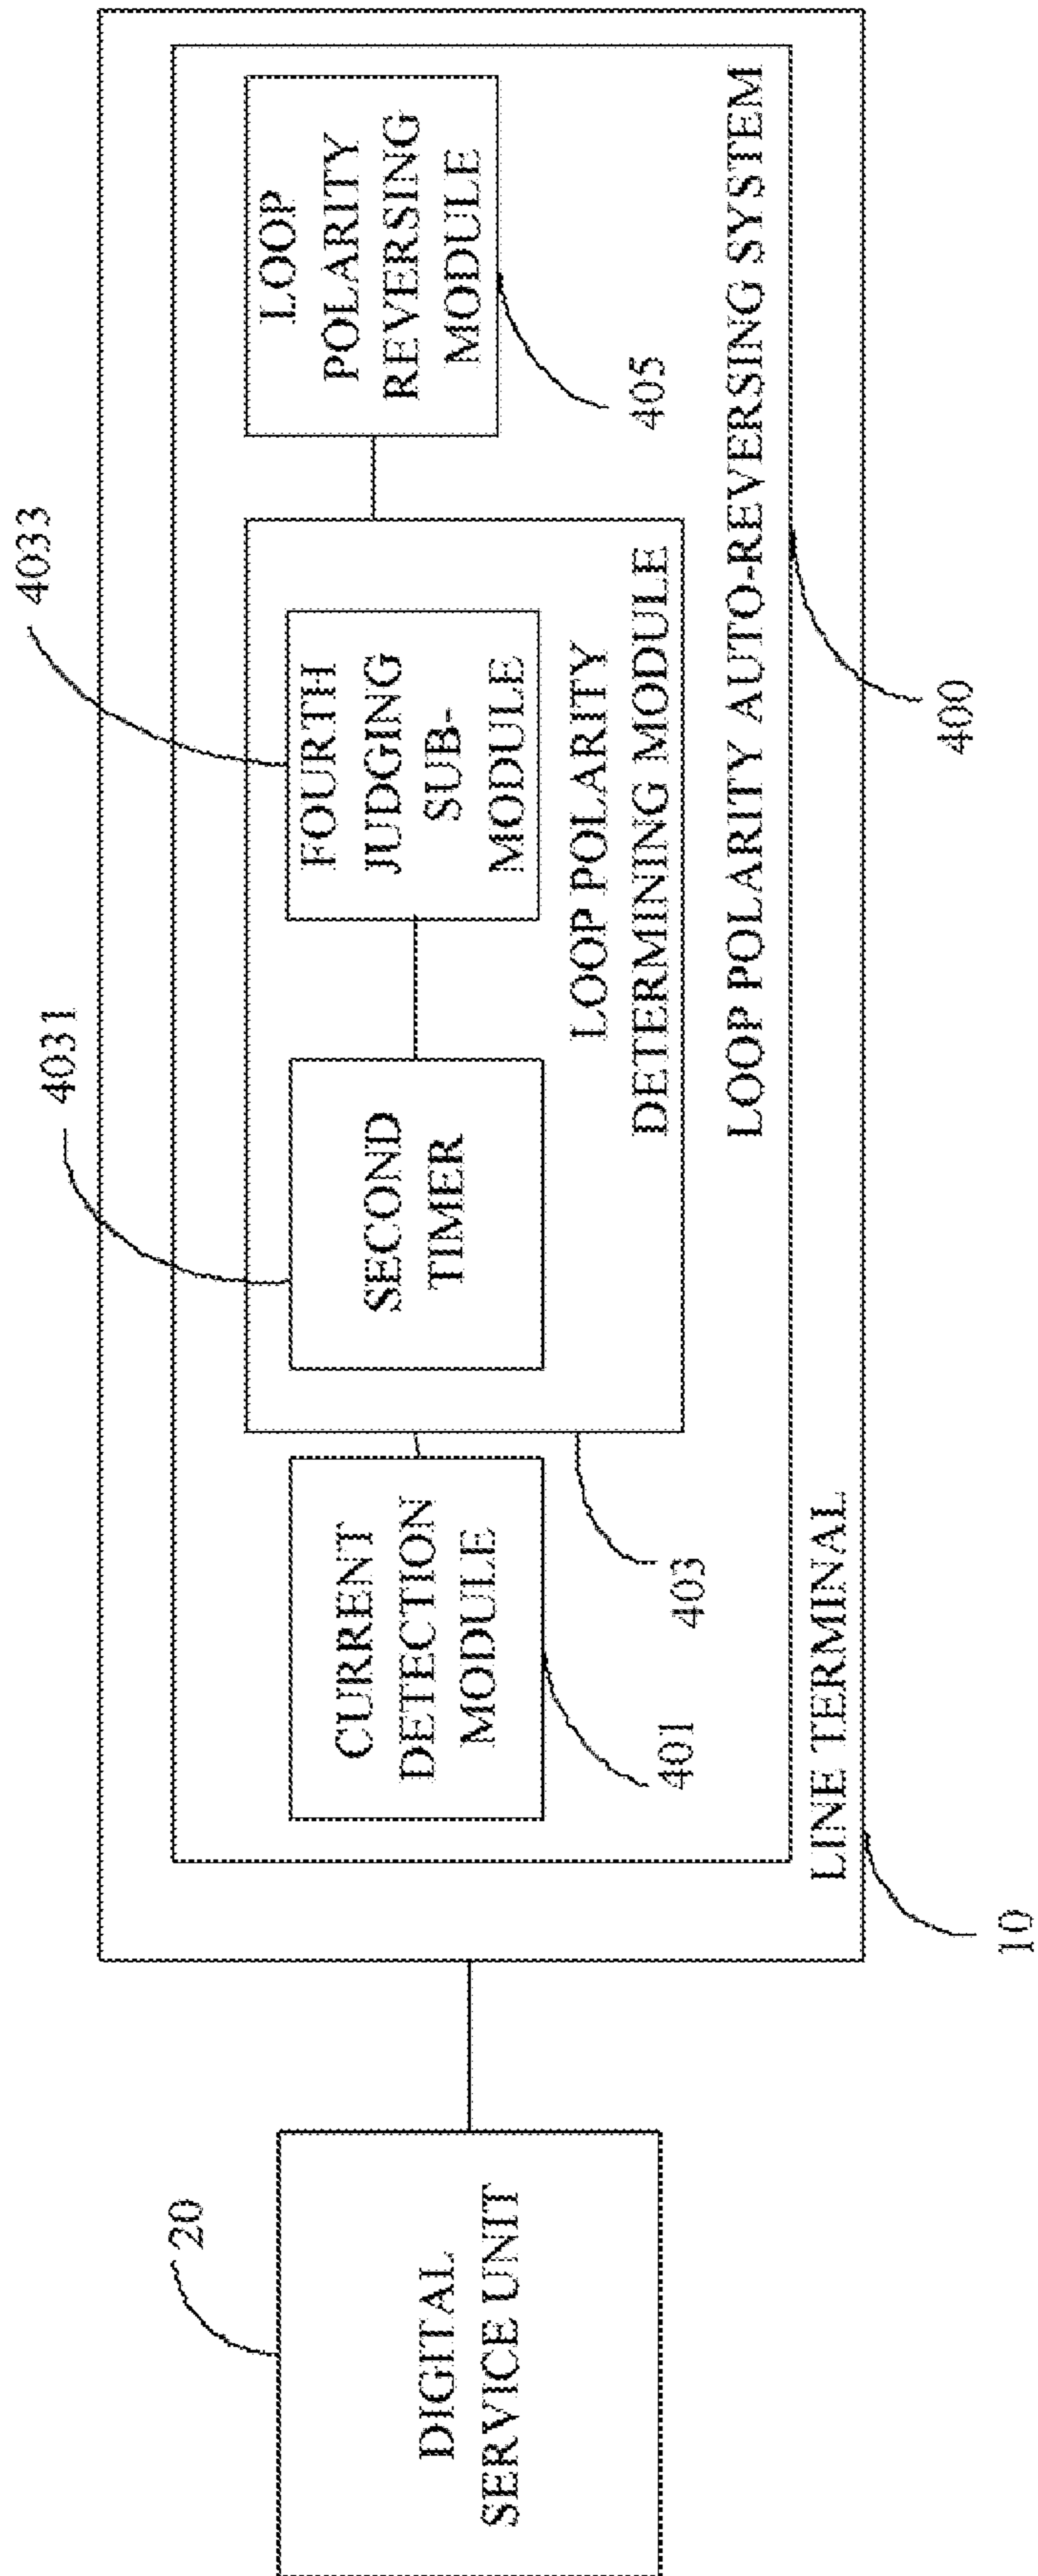 20
DIGITAL
SERVICE UNIT
4031
4033
CURRENT
DETECTION
MODULE
401
SECOND
TIMER
FOURTH
JUDGING
SUB-
MODULE
LOOP POLARITY
DETERMINING MODULE
403
LOOP
POLARITY
REVERSING
MODULE
405
LOOP POLARITY AUTO-REVERSING SYSTEM
400
LINE TERMINAL
10